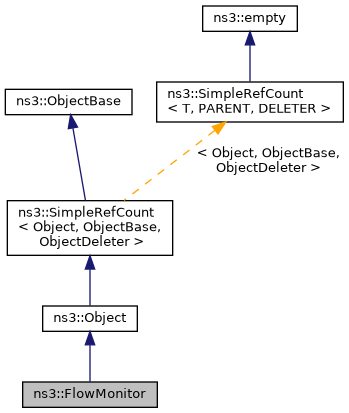 ns3::empty
ns3::SimpleRefCount
< T, PARENT, DELETER >
ns3::ObjectBase
< Object, ObjectBase,
ObjectDeleter >
ns3::SimpleRefCount
< Object, ObjectBase,
ObjectDeleter >
ns3::Object
ns3::FlowMonitor